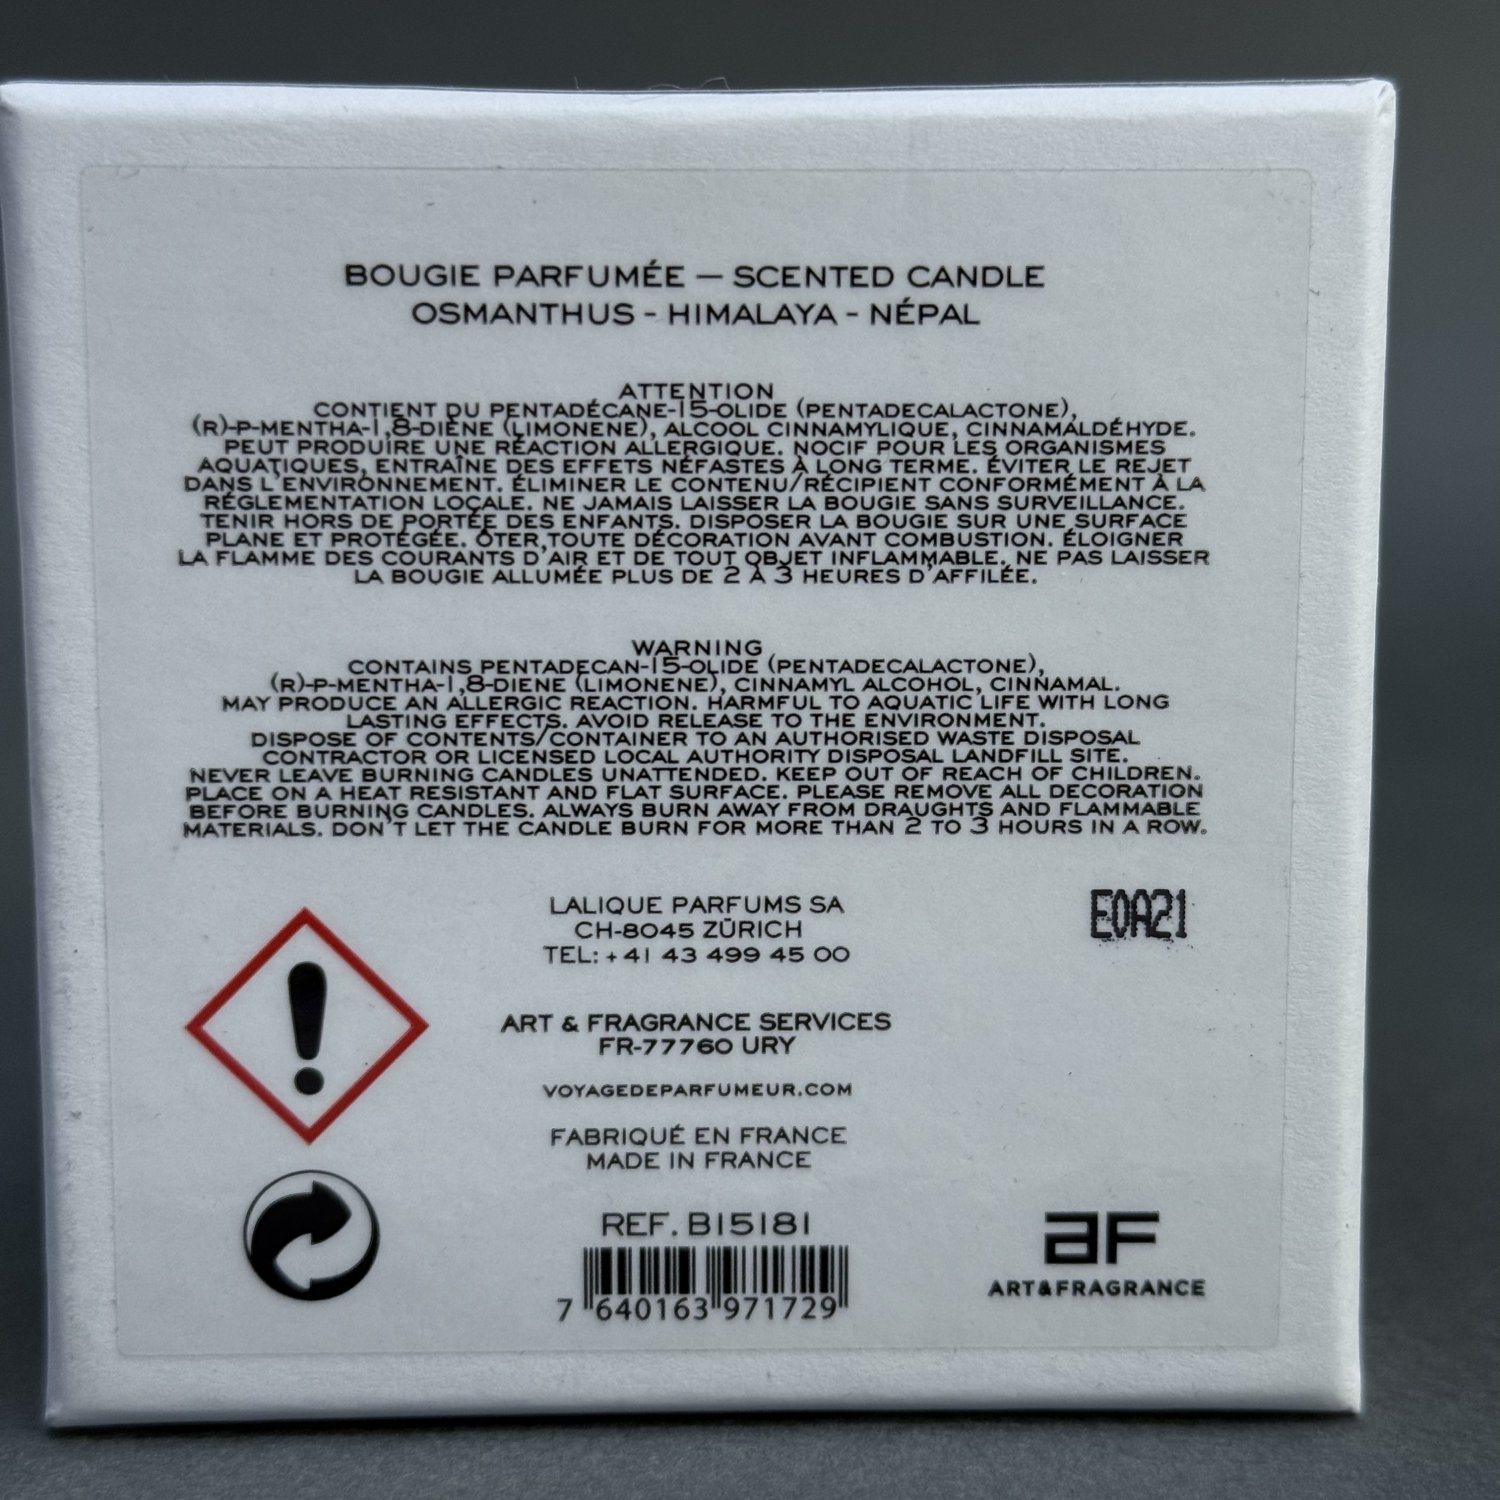 BOUGIE PARFUMÉE – SCENTED CANDLE
OSMANTHUS - HIMALAYA - NÉPAL
ATTENTION
CONTIENT DU PENTADÉCANE-15-OLIDE (PENTADECALACTONE),
(R)-P-MENTHA-1,8-DIÈNE (LIMONENE), ALCOOL CINNAMYLIQUE, CINNAMALDÉHYDE.
PEUT PRODUIRE UNE RÉACTION ALLERGIQUE. NOCIF POUR LES ORGANISMES
AQUATIQUES, ENTRAÎNE DES EFFETS NÉFASTES À LONG TERME. ÉVITER LE REJET
DANS L'ENVIRONNEMENT. ÉLIMINER LE CONTENU/RÉCIPIENT CONFORMÉMENT À LA
RÉGLEMENTATION LOCALE. NE JAMAIS LAISSER LA BOUGIE SANS SURVEILLANCE.
TENIR HORS DE PORTÉE DES ENFANTS. DISPOSER LA BOUGIE SUR UNE SURFACE
PLANE ET PROTÉGÉE. ÔTER TOUTE DÉCORATION AVANT COMBUSTION. ÉLOIGNER
LA FLAMME DES COURANTS D'AIR ET DE TOUT OBJET INFLAMMABLE. NE PAS LAISSER
LA BOUGIE ALLUMÉE PLUS DE 2 À 3 HEURES D'AFFILÉE.
WARNING
CONTAINS PENTADECAN-15-OLIDE (PENTADECALACTONE),
(R)-P-MENTHA-1,8-DIENE (LIMONENE), CINNAMYL ALCOHOL, CINNAMAL.
MAY PRODUCE AN ALLERGIC REACTION. HARMFUL TO AQUATIC LIFE WITH LONG
LASTING EFFECTS. AVOID RELEASE TO THE ENVIRONMENT.
DISPOSE OF CONTENTS/CONTAINER TO AN AUTHORISED WASTE DISPOSAL
CONTRACTOR OR LICENSED LOCAL AUTHORITY DISPOSAL LANDFILL SITE.
NEVER LEAVE BURNING CANDLES UNATTENDED. KEEP OUT OF REACH OF CHILDREN.
PLACE ON A HEAT RESISTANT AND FLAT SURFACE. PLEASE REMOVE ALL DECORATION
BEFORE BURNING CANDLES. ALWAYS BURN AWAY FROM DRAUGHTS AND FLAMMABLE
MATERIALS. DON'T LET THE CANDLE BURN FOR MORE THAN 2 TO 3 HOURS IN A ROW.
LALIQUE PARFUMS SA
CH-8045 ZÜRICH
TEL: +41 43 499 45 00
E0A21
ART & FRAGRANCE SERVICES
FR-77760 URY
VOYAGEDEPARFUMEUR.COM
FABRIQUÉ EN FRANCE
MADE IN FRANCE
REF. B15181
7 640163 971729
AF
ART&FRAGRANCE